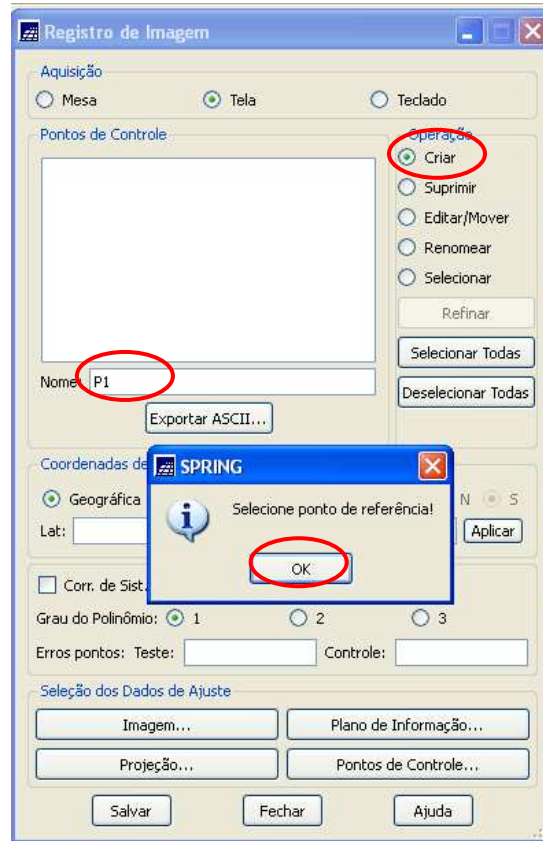 Registro de Imagem
Aquisição
Mesa Tela Teclado
Pontos de Controle
Operação
Criar
Suprimir
Editar/Mover
Renomear
Selecionar
Refinar
Selecionar Todas
Nome: P1
Deselecionar Todas
Exportar ASCII...
Coordenadas de
SPRING
Geográfica
Selecione ponto de referência!
N S
Lat:
Aplicar
OK
Corr. de Sist.
Grau do Polinômio: 1 2 3
Erros pontos: Teste: Controle:
Seleção dos Dados de Ajuste
Imagem... Plano de Informação...
Projeção... Pontos de Controle...
Salvar Fechar Ajuda